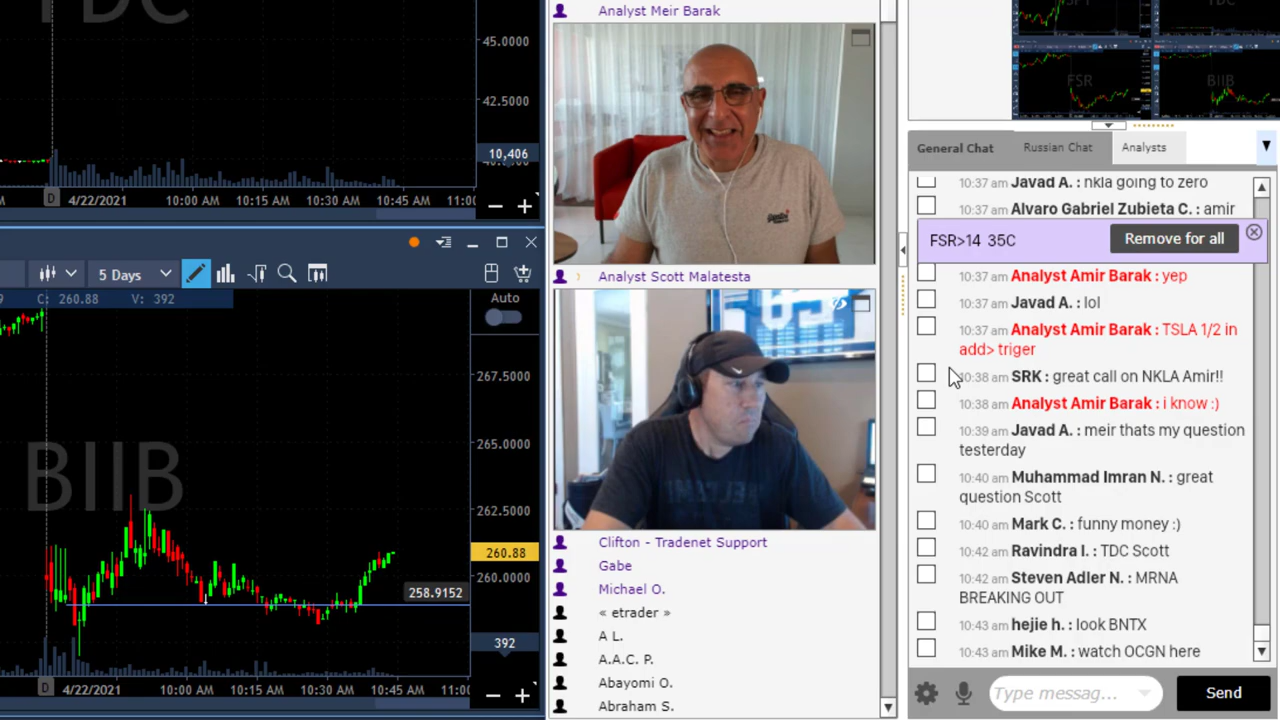 TDC
45.0000
42.5000
10,406
D
4/22/2021
10:00 AM
10:15 AM
10:30 AM
10:45 AM
11:00
5 Days
C: 260.88
V: 392
Auto
BIIB
267.5000
265.0000
262.5000
260.88
260.0000
258.9152
392
D
4/22/2021
10:00 AM
10:15 AM
10:30 AM
10:45 AM
11:00
Analyst Meir Barak
Analyst Scott Malatesta
Clifton - Tradenet Support
Gabe
Michael O.
« etrader »
A L.
A.A.C. P.
Abayomi O.
Abraham S.
FSR
BIIB
General Chat
Russian Chat
Analysts
10:37 am Javad A. : nkla going to zero
10:37 am Alvaro Gabriel Zubieta C. : amir
FSR>14 35C
Remove for all
10:37 am Analyst Amir Barak : yep
10:37 am Javad A. : lol
10:37 am Analyst Amir Barak : TSLA 1/2 in
add> triger
10:38 am SRK : great call on NKLA Amir!!
10:38 am Analyst Amir Barak : i know :)
10:39 am Javad A. : meir thats my question
testerday
10:40 am Muhammad Imran N. : great
question Scott
10:40 am Mark C. : funny money :)
10:42 am Ravindra I. : TDC Scott
10:42 am Steven Adler N. : MRNA
BREAKING OUT
10:43 am hejie h. : look BNTX
10:43 am Mike M. : watch OCGN here
Type messag...
Send